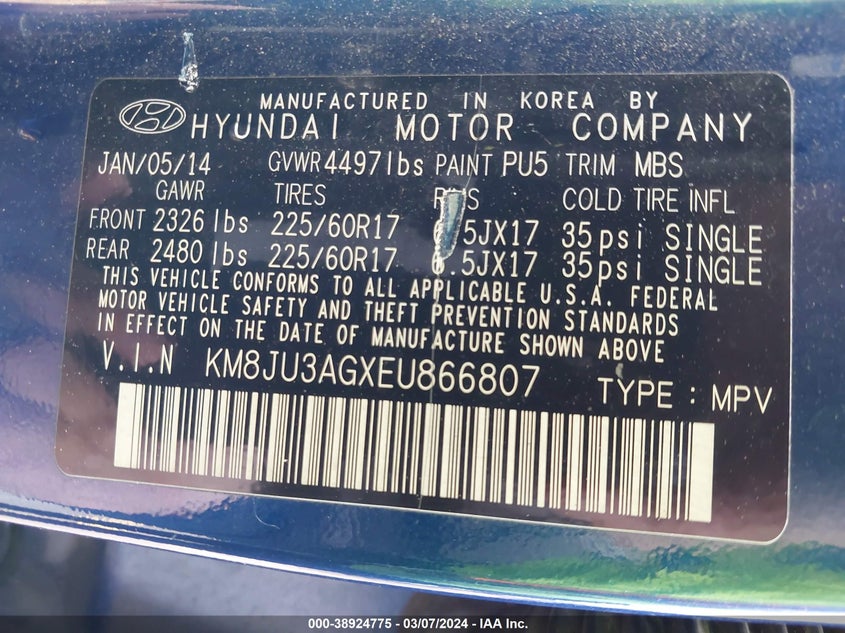 MANUFACTURED IN KOREA BY
HYUNDAI MOTOR COMPANY
JAN/05/14 GVWR 4497lbs PAINT PU5 TRIM MBS
GAWR TIRES COLD TIRE INFL
FRONT 2326 lbs 225/60R17 35psi SINGLE
REAR 2480 lbs 225/60R17 35psi SINGLE
THIS VEHICLE CONFORMS TO ALL APPLICABLE U.S.A. FEDERAL
MOTOR VEHICLE SAFETY AND THEFT PREVENTION STANDARDS
IN EFFECT ON THE DATE OF MANUFACTURE SHOWN ABOVE
V.I.N KM8JU3AGXEU866807 TYPE : MPV
000-38924775 — 03/07/2024 — IAA Inc.